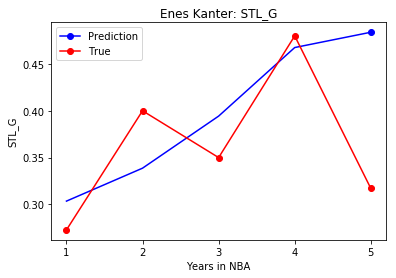 Enes Kanter: STL_G
Prediction
True
STL_G
0.45
0.40
0.35
0.30
1 2 3 4 5
Years in NBA